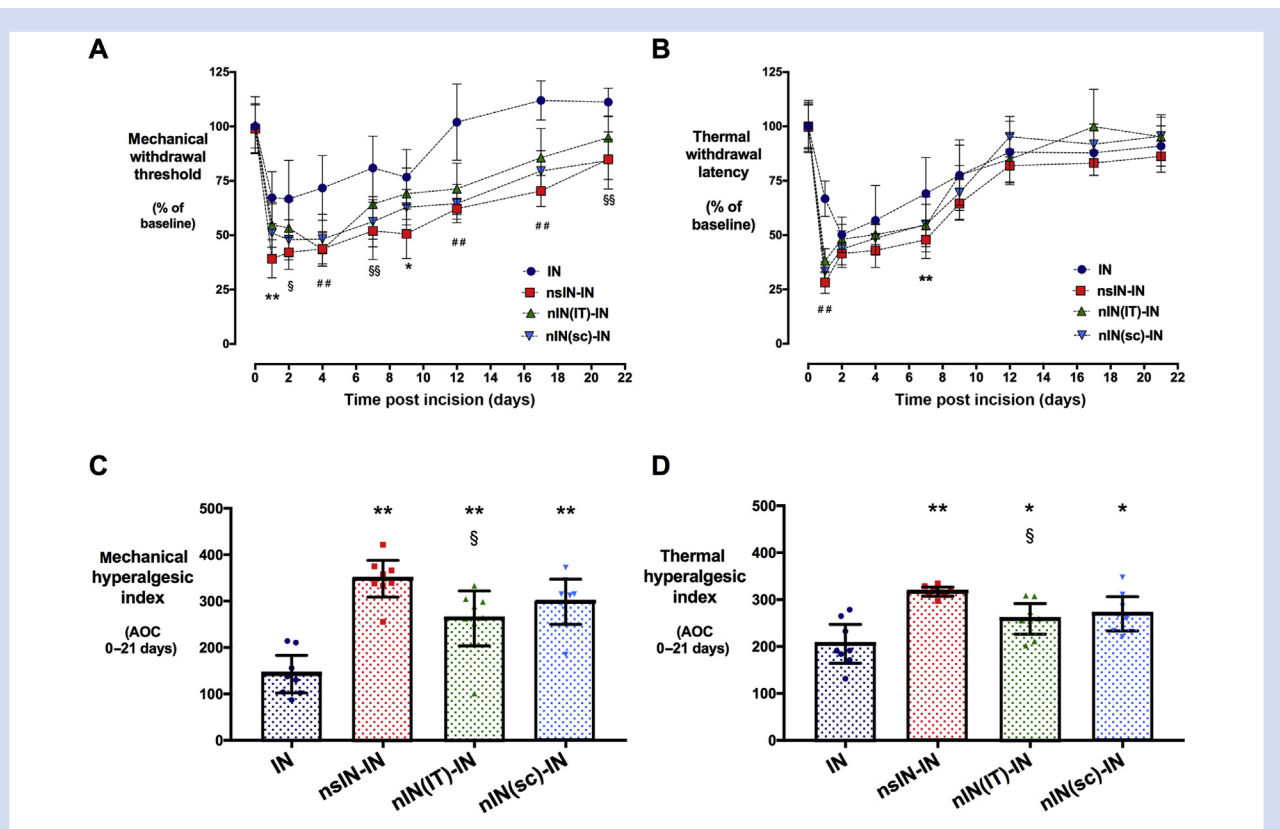 A
125
100
75
50
25
0
Mechanical
withdrawal
threshold
(% of
baseline)
**
§
##
§§
*
##
##
§§
IN
nsIN-IN
nIN(IT)-IN
nIN(sc)-IN
0 2 4 6 8 10 12 14 16 18 20 22
Time post incision (days)
B
125
100
75
50
25
0
Thermal
withdrawal
latency
(% of
baseline)
##
**
IN
nsIN-IN
nIN(IT)-IN
nIN(sc)-IN
0 2 4 6 8 10 12 14 16 18 20 22
Time post incision (days)
C
500
400
300
200
100
0
Mechanical
hyperalgesic
index
(AOC
0–21 days)
** ** **
§
IN nsIN-IN nIN(IT)-IN nIN(sc)-IN
D
500
400
300
200
100
0
Thermal
hyperalgesic
index
(AOC
0–21 days)
** * *
§
IN nsIN-IN nIN(IT)-IN nIN(sc)-IN